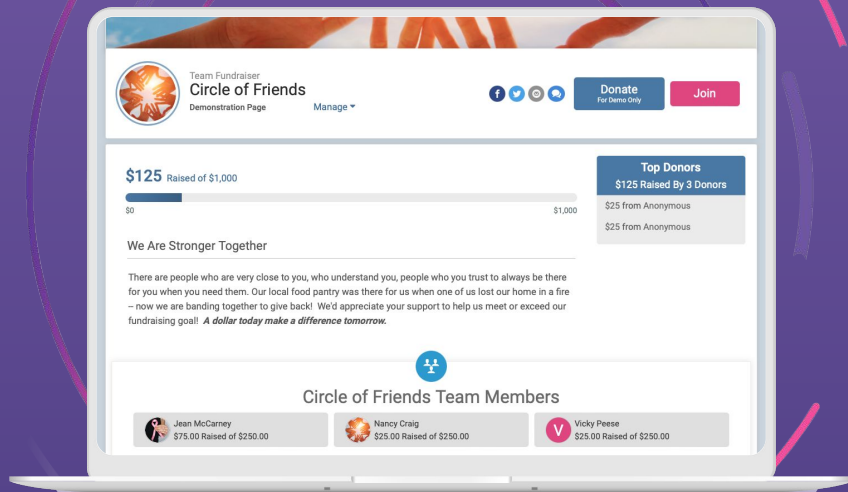 Team Fundraiser
Circle of Friends
Demonstration Page
Manage
f
Donate
For Demo Only
Join
$125 Raised of $1,000
$0
$1,000
Top Donors
$125 Raised By 3 Donors
$25 from Anonymous
$25 from Anonymous
We Are Stronger Together
There are people who are very close to you, who understand you, people who you trust to always be there
for you when you need them. Our local food pantry was there for us when one of us lost our home in a fire
– now we are banding together to give back! We'd appreciate your support to help us meet or exceed our
fundraising goal! A dollar today make a difference tomorrow.
Circle of Friends Team Members
Jean McCarney
$75.00 Raised of $250.00
Nancy Craig
$25.00 Raised of $250.00
V
Vicky Peese
$25.00 Raised of $250.00